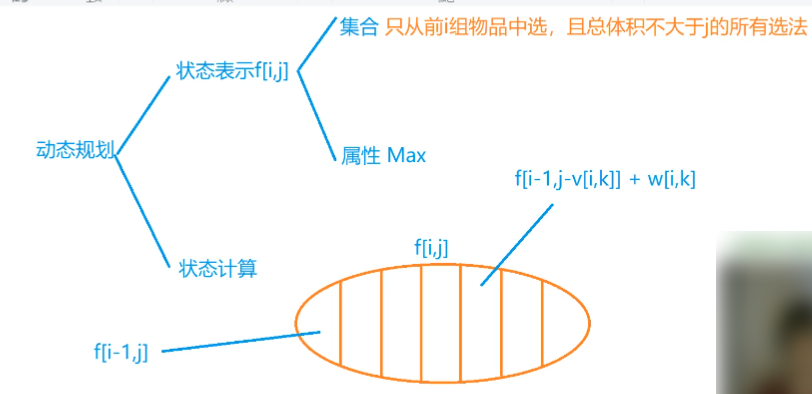 集合 只从前i组物品中选，且总体积不大于j的所有选法
状态表示f[i,j]
动态规划
属性 Max
f[i-1,j-v[i,k]] + w[i,k]
f[i,j]
状态计算
f[i-1,j]